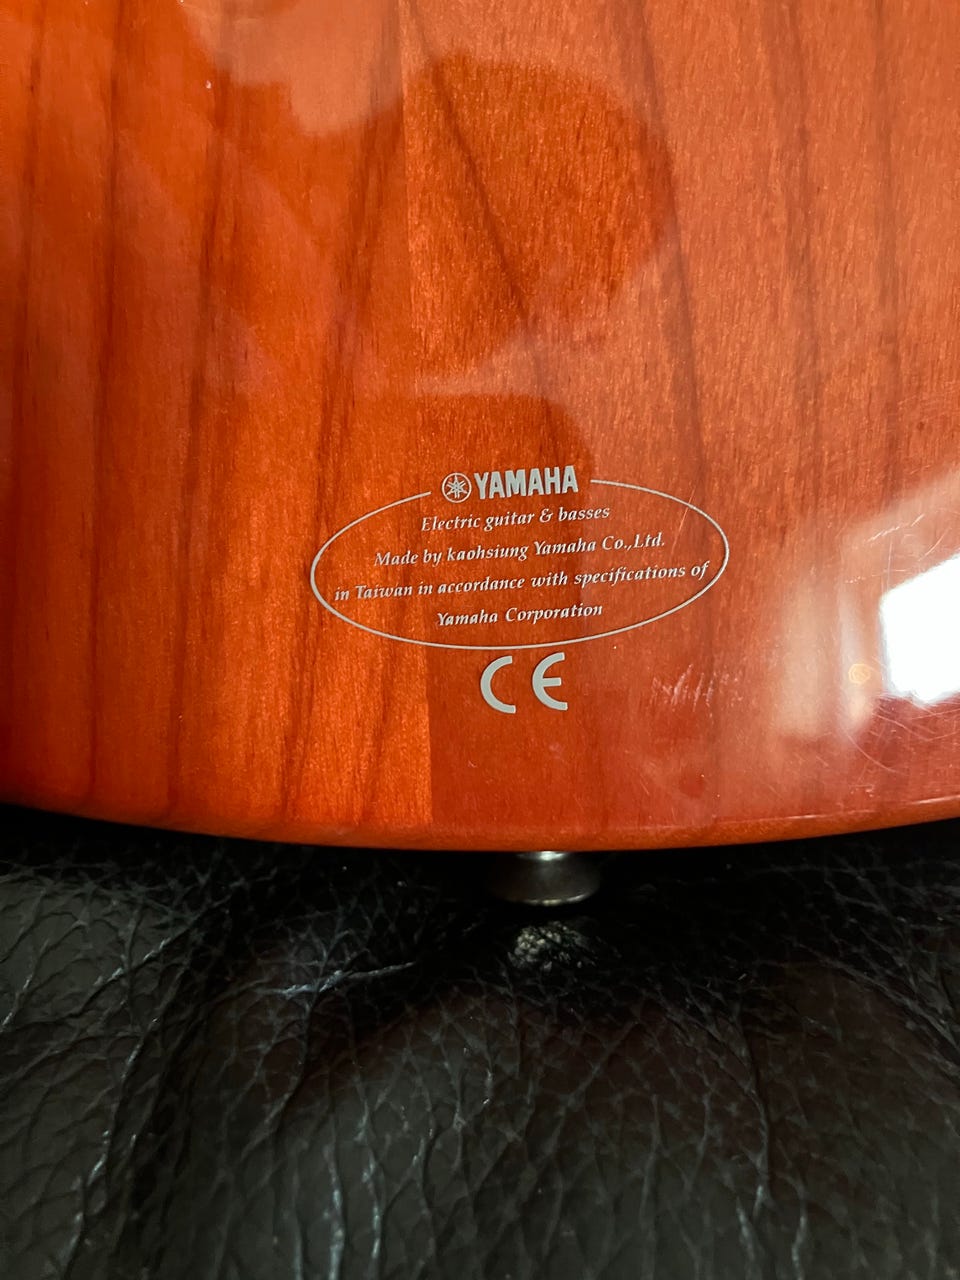 YAMAHA
Electric guitar & basses
Made by kaohsiung Yamaha Co.,Ltd.
in Taiwan in accordance with specifications of
Yamaha Corporation
CE